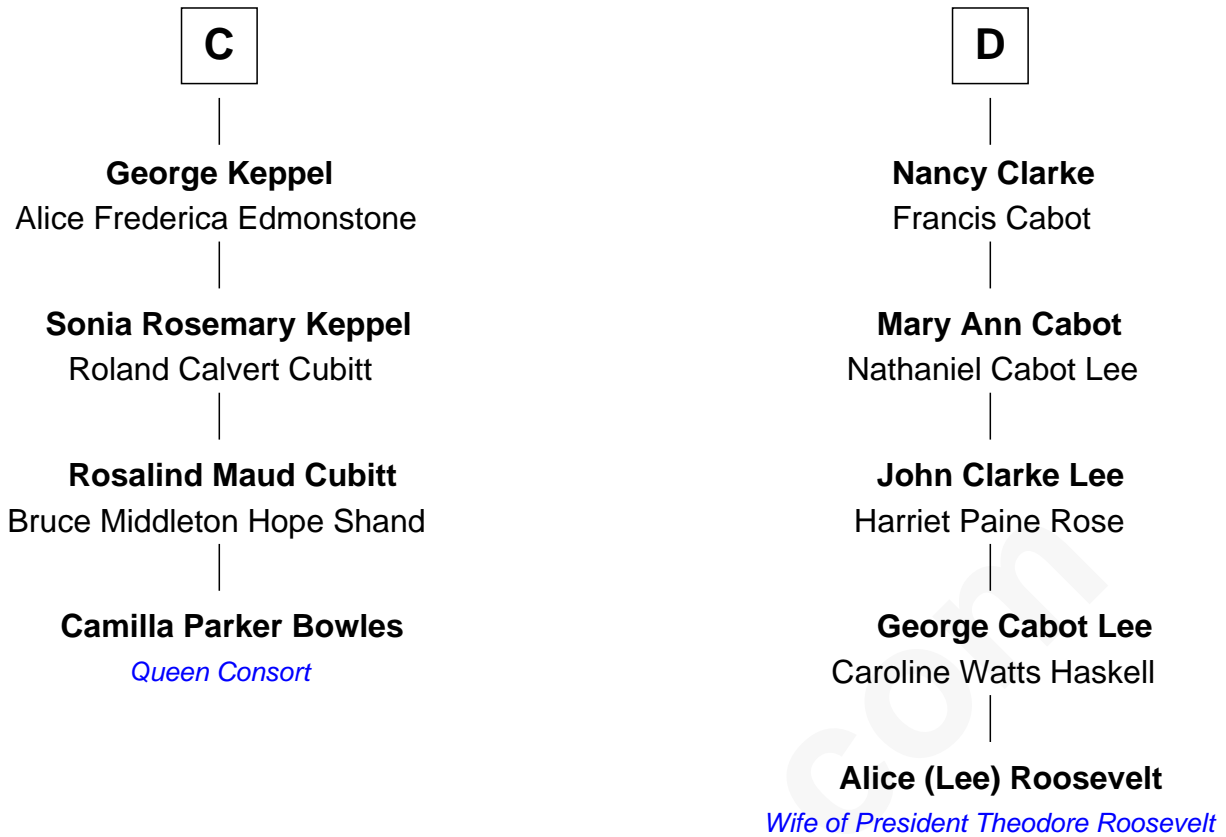 C
George Keppel
Alice Frederica Edmonstone
Sonia Rosemary Keppel
Roland Calvert Cubitt
Rosalind Maud Cubitt
Bruce Middleton Hope Shand
Camilla Parker Bowles
Queen Consort
D
Nancy Clarke
Francis Cabot
Mary Ann Cabot
Nathaniel Cabot Lee
John Clarke Lee
Harriet Paine Rose
George Cabot Lee
Caroline Watts Haskell
Alice (Lee) Roosevelt
Wife of President Theodore Roosevelt
com